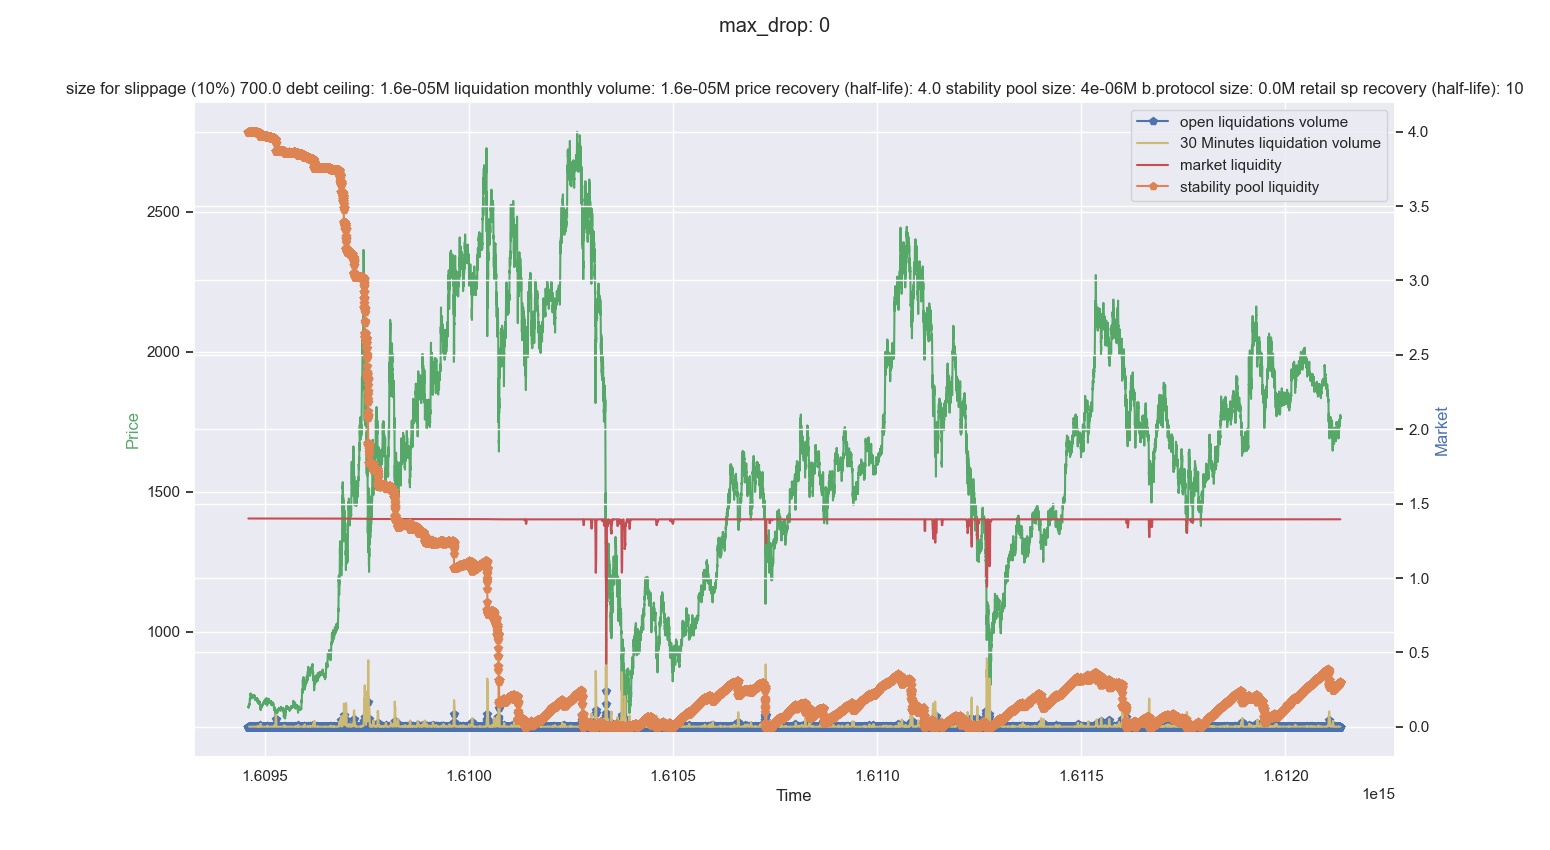 max_drop: 0
size for slippage (10%) 700.0 debt ceiling: 1.6e-05M liquidation monthly volume: 1.6e-05M price recovery (half-life): 4.0 stability pool size: 4e-06M b.protocol size: 0.0M retail sp recovery (half-life): 10
open liquidations volume
30 Minutes liquidation volume
market liquidity
stability pool liquidity
Price
2500
2000
1500
1000
Market
4.0
3.5
3.0
2.5
2.0
1.5
1.0
0.5
0.0
1.6095
1.6100
1.6105
1.6110
1.6115
1.6120
1e15
Time